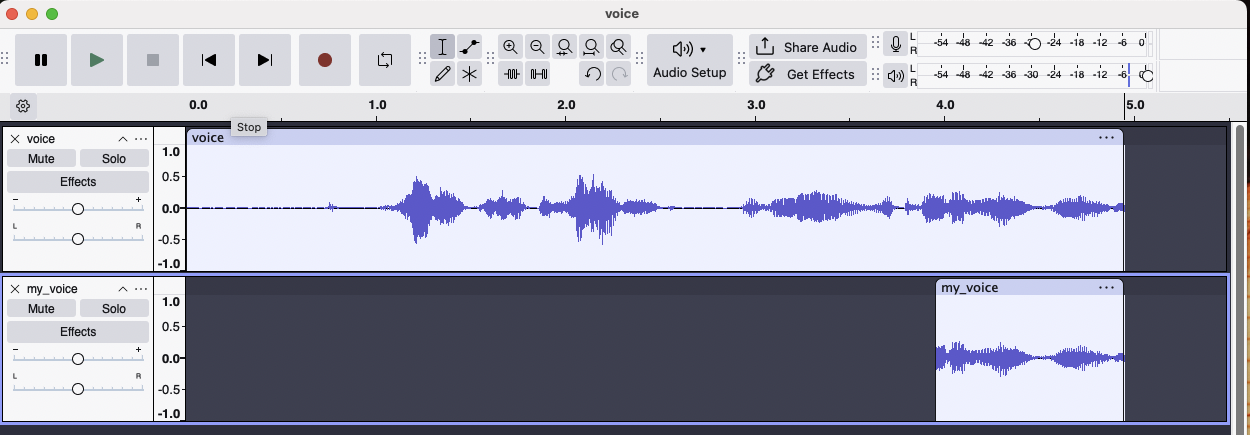 voice
Audio Setup
Share Audio
Get Effects
L
R
-54 -48 -42 -36 -30 -24 -18 -12 -6 0
L
R
-54 -48 -42 -36 -30 -24 -18 -12 -6 0
0.0 1.0 2.0 3.0 4.0 5.0
Stop
voice
Mute Solo
Effects
- +
L R
1.0
0.5
0.0
-0.5
-1.0
voice
my_voice
Mute Solo
Effects
- +
L R
1.0
0.5
0.0
-0.5
-1.0
my_voice